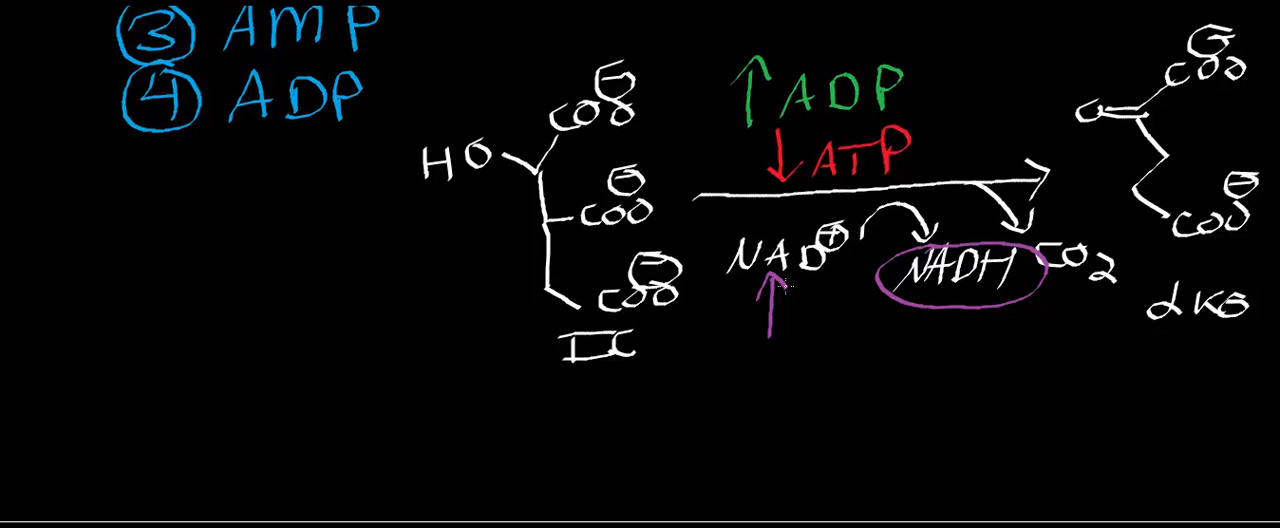 ③ AMP
④ ADP
COO⊖
HO
COO⊖
COO⊖
IC
↑ ADP
↓ ATP
NAD⊕
NADH
CO2
COO⊖
O
COO⊖
αKG